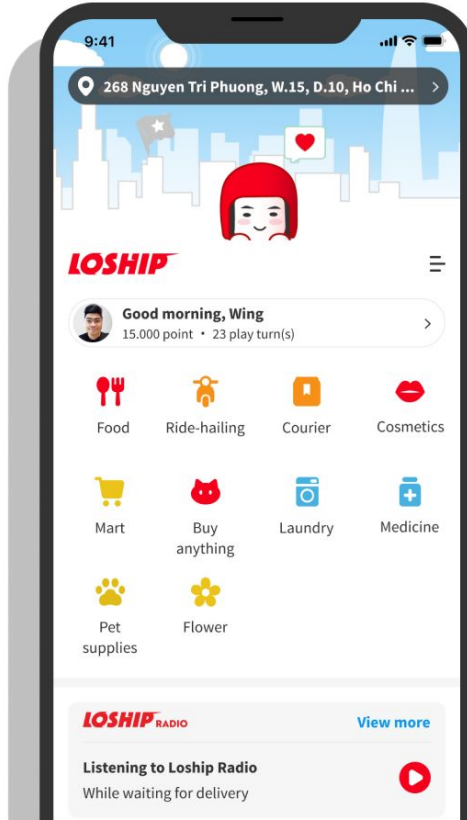 9:41
268 Nguyen Tri Phuong, W.15, D.10, Ho Chi ...
LOSHIP
Good morning, Wing
15.000 point • 23 play turn(s)
Food
Ride-hailing
Courier
Cosmetics
Mart
Buy
anything
Laundry
Medicine
Pet
supplies
Flower
LOSHIP RADIO
View more
Listening to Loship Radio
While waiting for delivery